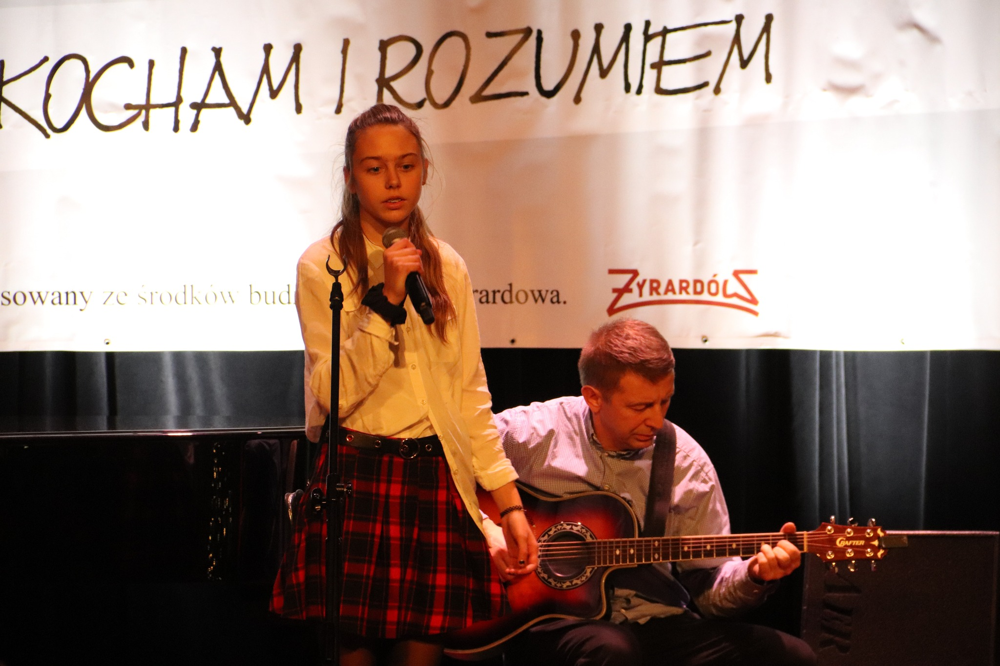 KOCHAM I ROZUMIEM
sowany ze środków bud
rardowa.
ŻYRARDÓW
CRAFTER